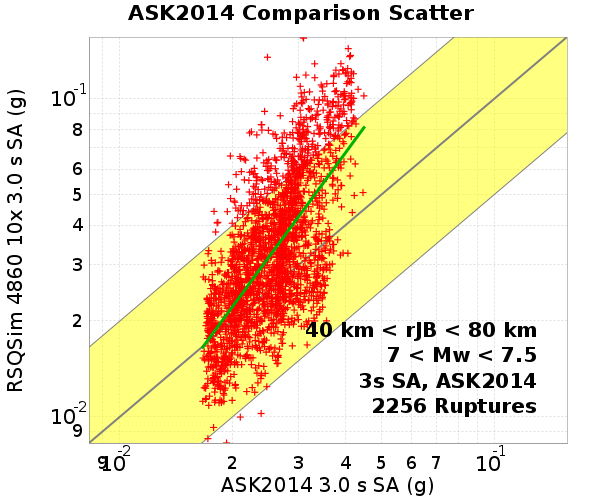 ASK2014 Comparison Scatter
RSQSim 4860 10x 3.0 s SA (g)
10-1
8
6
5
4
3
2
10-2
9
40 km < rJB < 80 km
7 < Mw < 7.5
3s SA, ASK2014
2256 Ruptures
9 10-2 2 3 4 5 6 7 10-1
ASK2014 3.0 s SA (g)